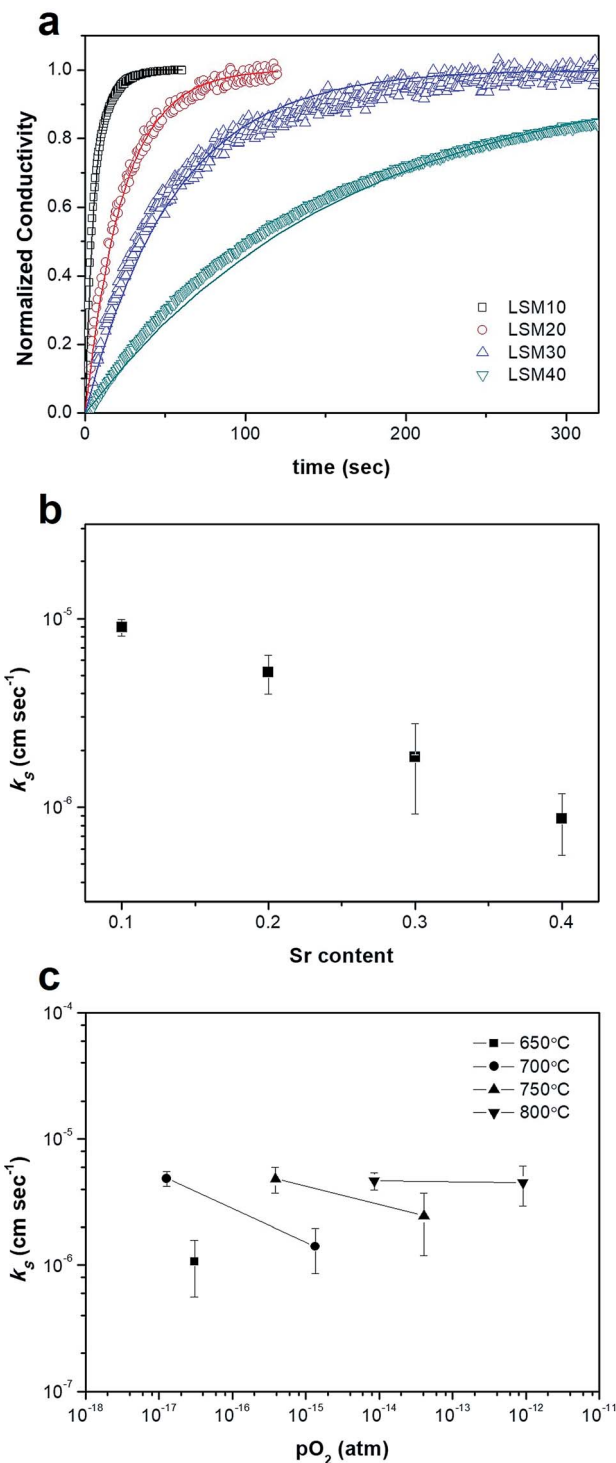 a
Normalized Conductivity
1.0
0.8
0.6
0.4
0.2
0.0
LSM10
LSM20
LSM30
LSM40
0
100
200
300
time (sec)
b
k_s (cm sec⁻¹)
10⁻⁵
10⁻⁶
0.1
0.2
0.3
0.4
Sr content
c
k_s (cm sec⁻¹)
10⁻⁴
10⁻⁵
10⁻⁶
10⁻⁷
650°C
700°C
750°C
800°C
10⁻¹⁸
10⁻¹⁷
10⁻¹⁶
10⁻¹⁵
10⁻¹⁴
10⁻¹³
10⁻¹²
10⁻¹¹
pO₂ (atm)